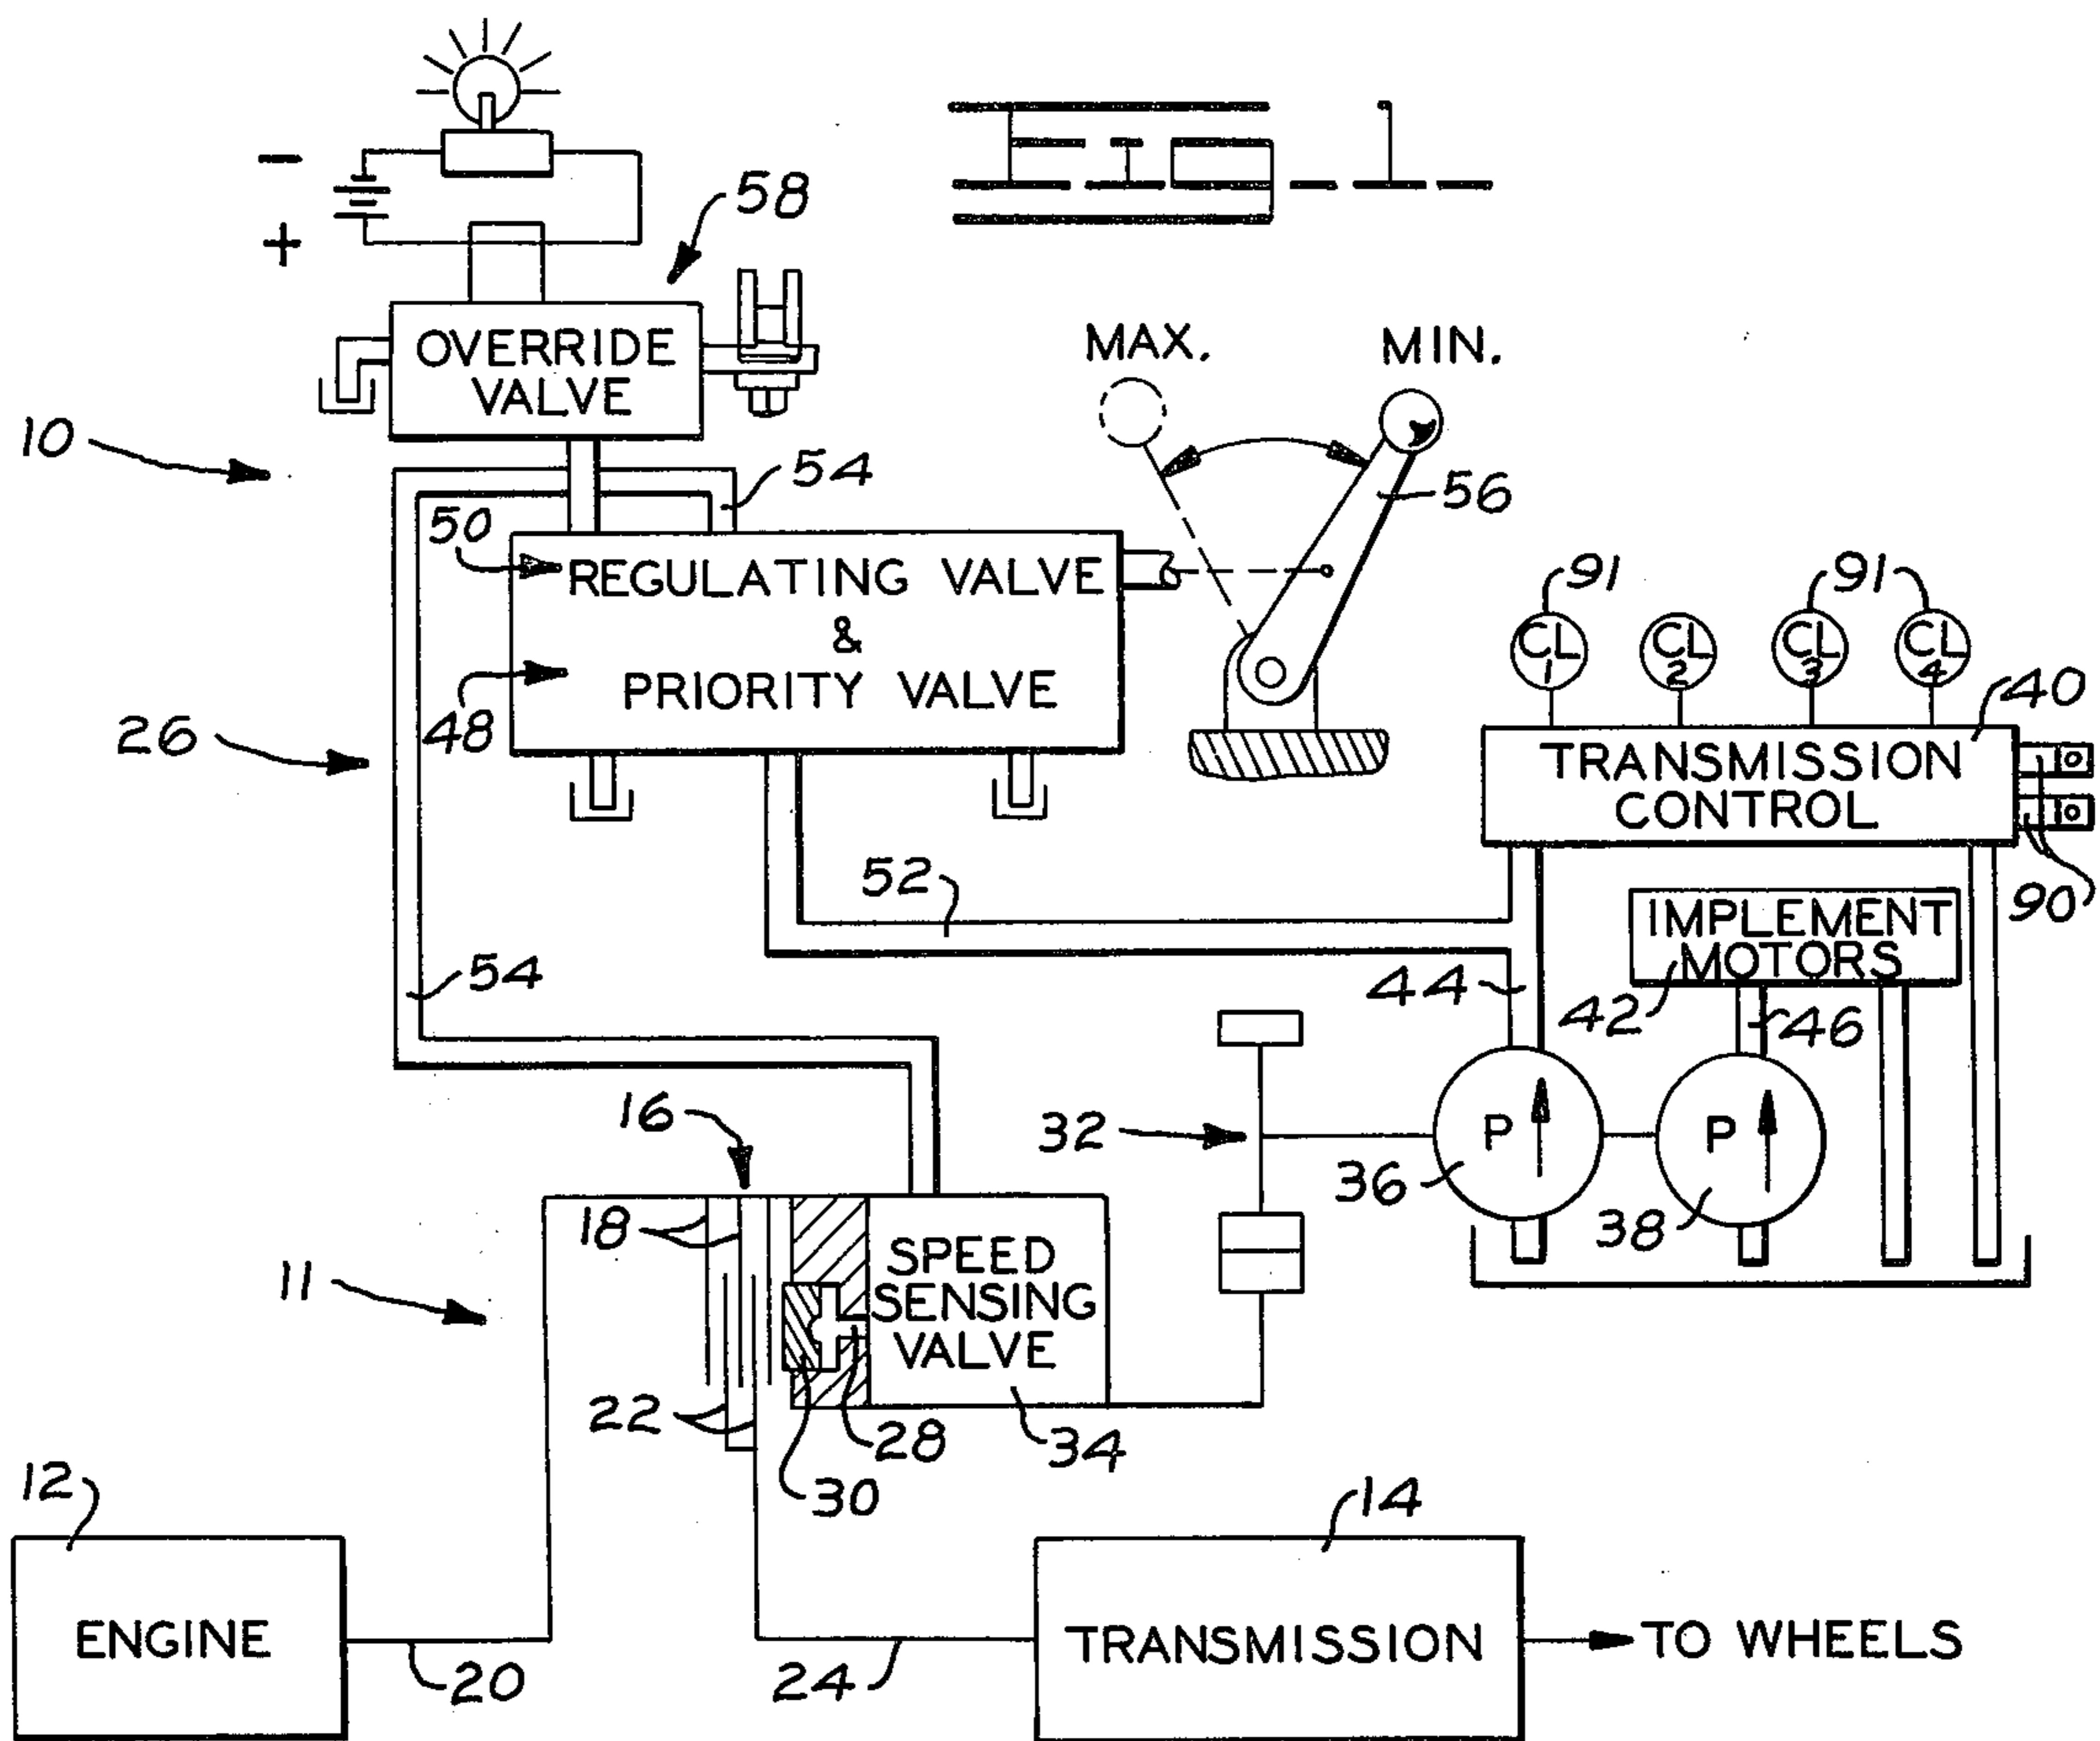 -
+
58
OVERRIDE
VALVE
MAX.
MIN.
10
54
56
50
REGULATING VALVE
&
PRIORITY VALVE
48
26
91
91
CL
1
CL
2
CL
3
CL
4
40
TRANSMISSION
CONTROL
90
52
IMPLEMENT
MOTORS
54
44
42
46
16
32
P
P
36
38
18
11
SPEED
SENSING
VALVE
22
28
34
30
12
14
ENGINE
TRANSMISSION
TO WHEELS
20
24